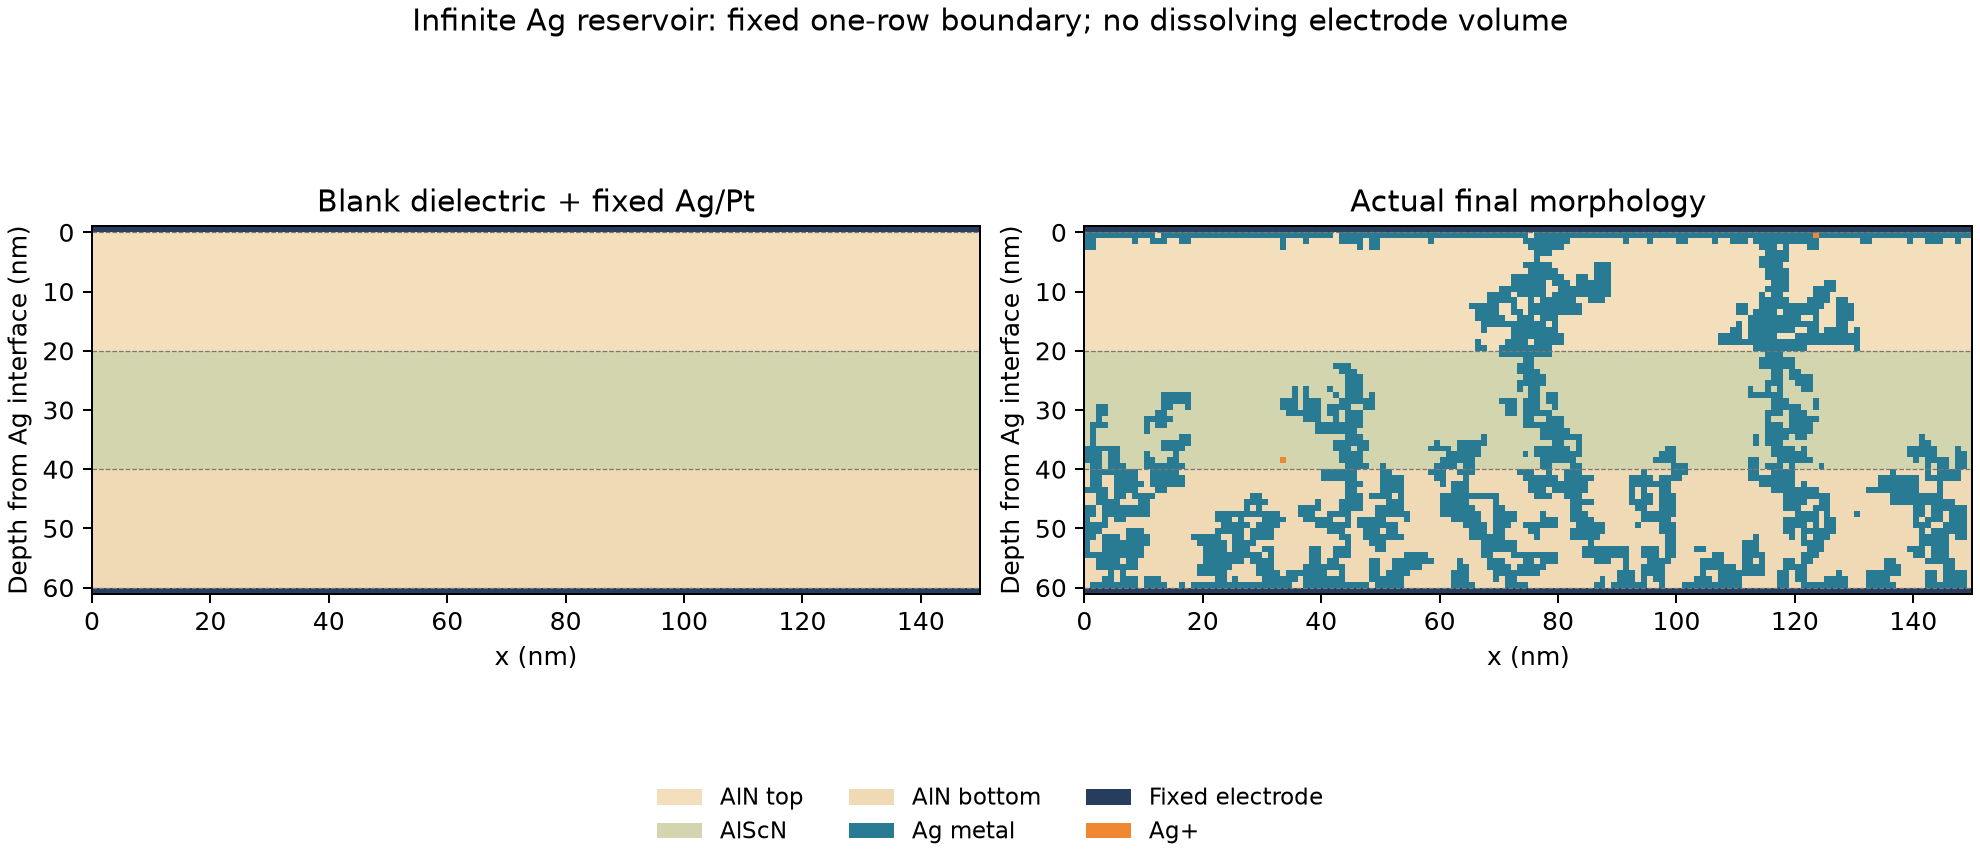 Infinite Ag reservoir: fixed one-row boundary; no dissolving electrode volume
Blank dielectric + fixed Ag/Pt
Depth from Ag interface (nm)
0
10
20
30
40
50
60
0 20 40 60 80 100 120 140
x (nm)
Actual final morphology
Depth from Ag interface (nm)
0
10
20
30
40
50
60
0 20 40 60 80 100 120 140
x (nm)
AlN top AlN bottom Fixed electrode
AlScN Ag metal Ag+